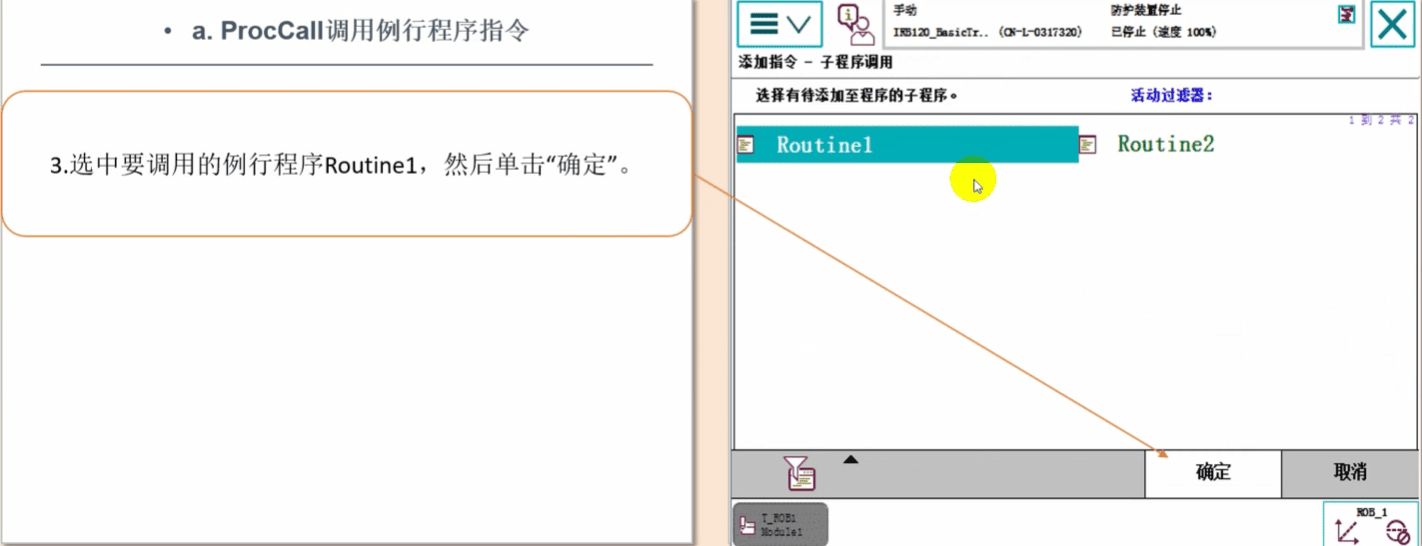 • a. ProcCall调用例行程序指令
3.选中要调用的例行程序Routine1，然后单击“确定”。
手动
IRB120_BasicTr.. (CN-L-0317320)
防护装置停止
已停止 (速度 100%)
添加指令 - 子程序调用
选择有待添加至程序的子程序。
活动过滤器:
1 到 2 共 2
Routine1
Routine2
确定
取消
T_ROB1
Module1
ROB_1